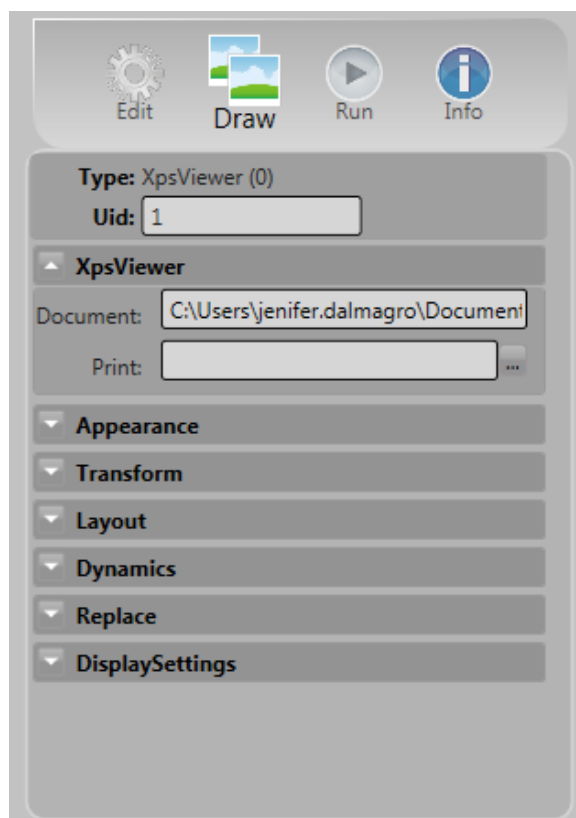 Edit Draw Run Info
Type: XpsViewer (0)
Uid: 1
XpsViewer
Document: C:\Users\jenifer.dalmagro\Document
Print: ...
Appearance
Transform
Layout
Dynamics
Replace
DisplaySettings